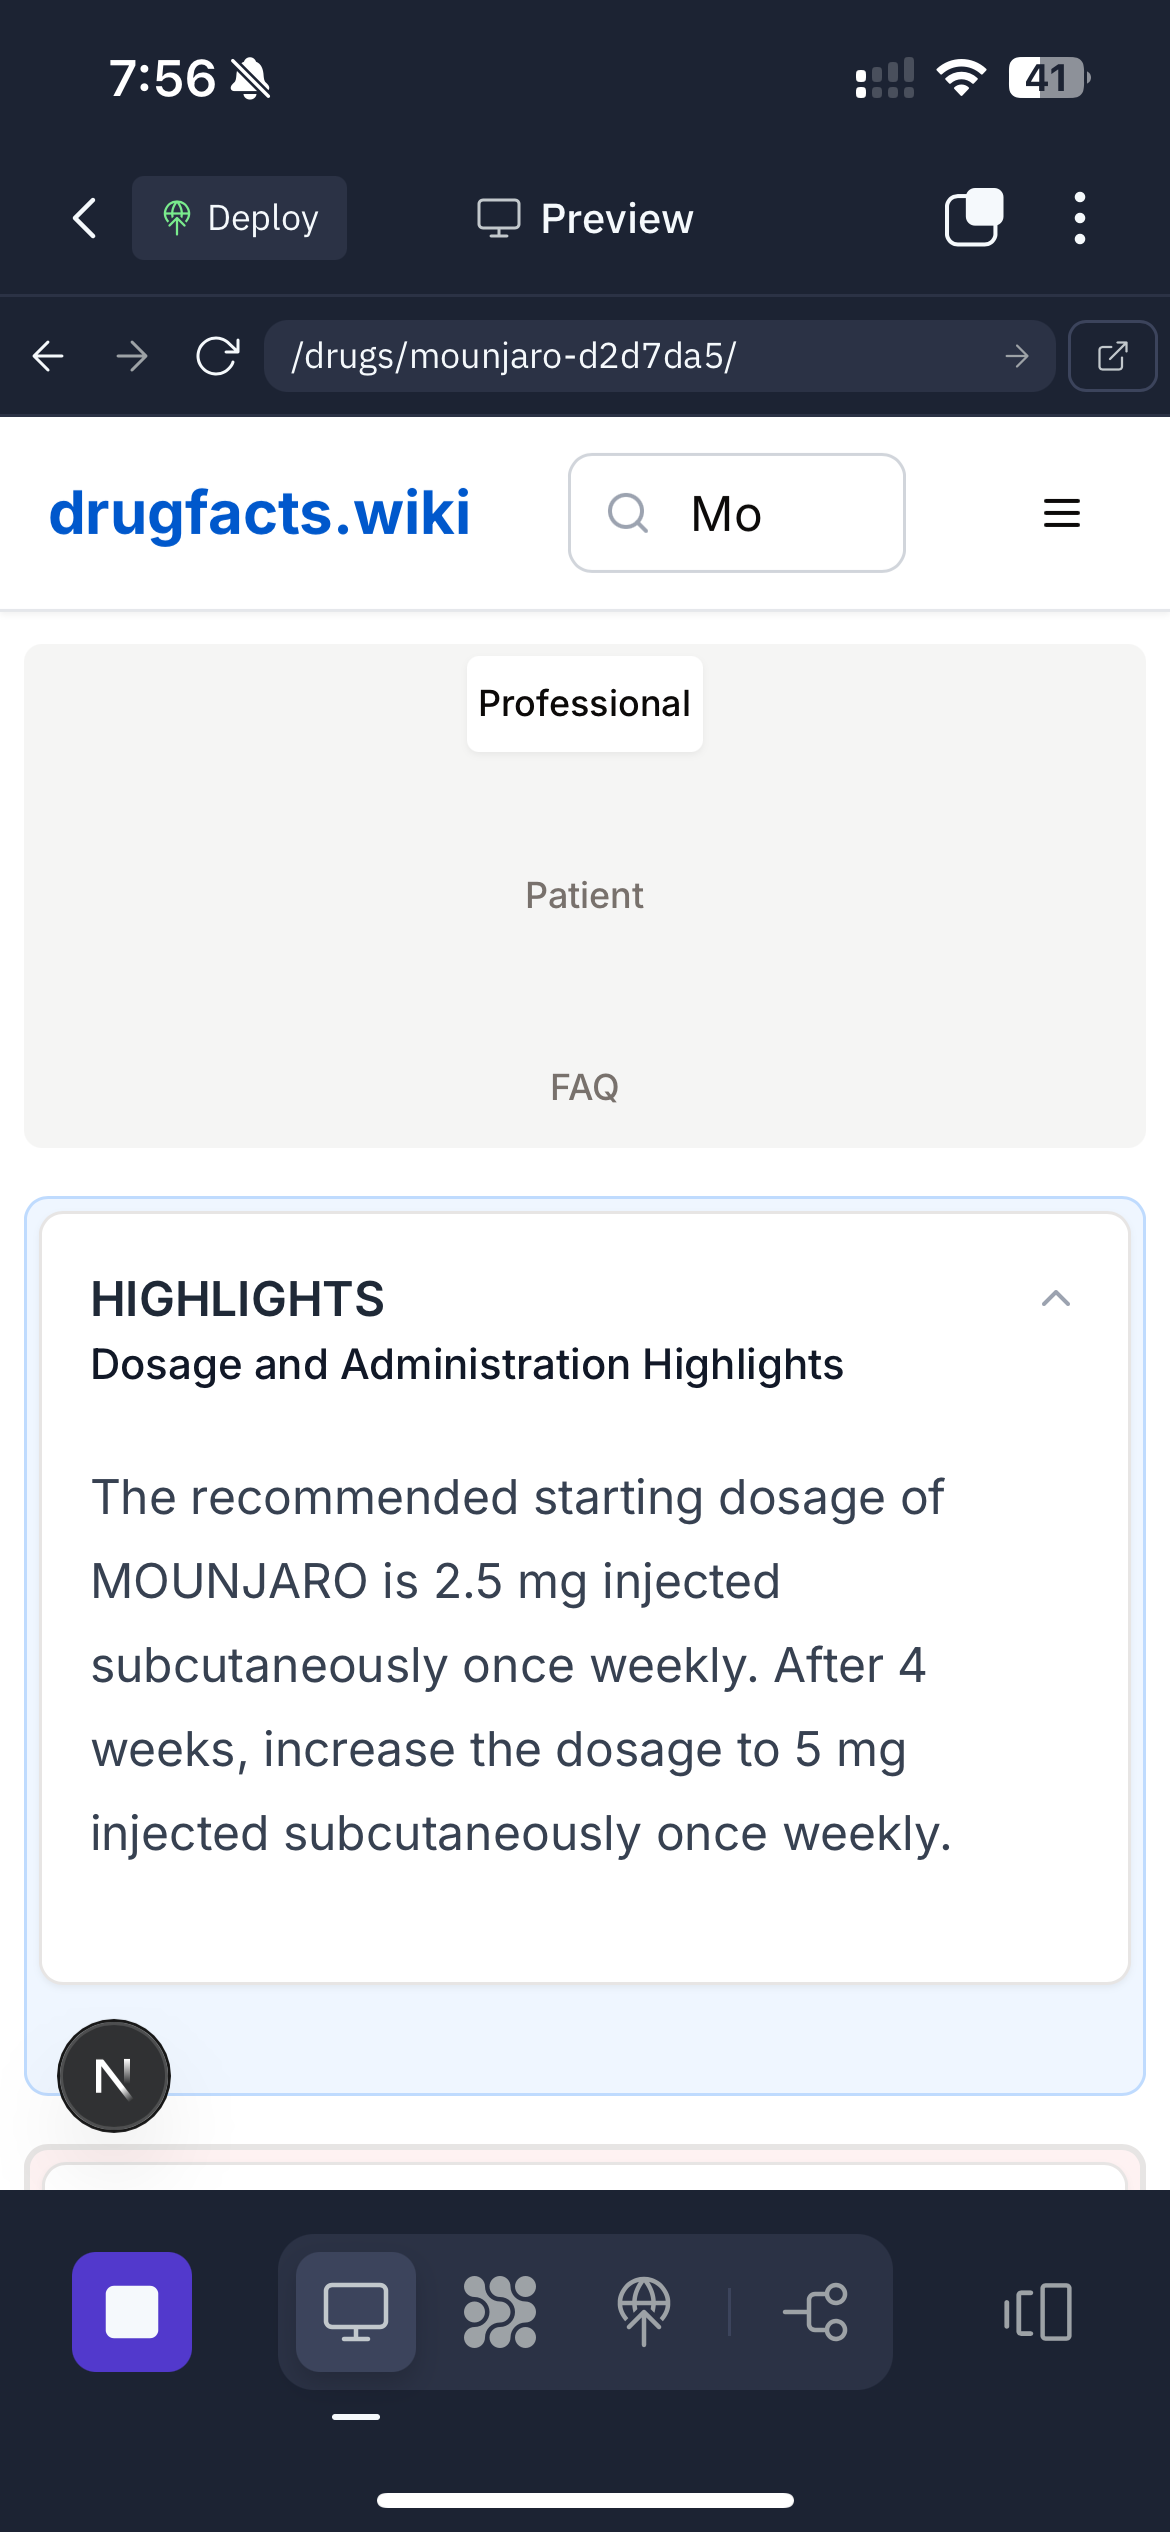 7:56
41
Deploy
Preview
/drugs/mounjaro-d2d7da5/
drugfacts.wiki
Mo
Professional
Patient
FAQ
HIGHLIGHTS
Dosage and Administration Highlights
The recommended starting dosage of
MOUNJARO is 2.5 mg injected
subcutaneously once weekly. After 4
weeks, increase the dosage to 5 mg
injected subcutaneously once weekly.
N